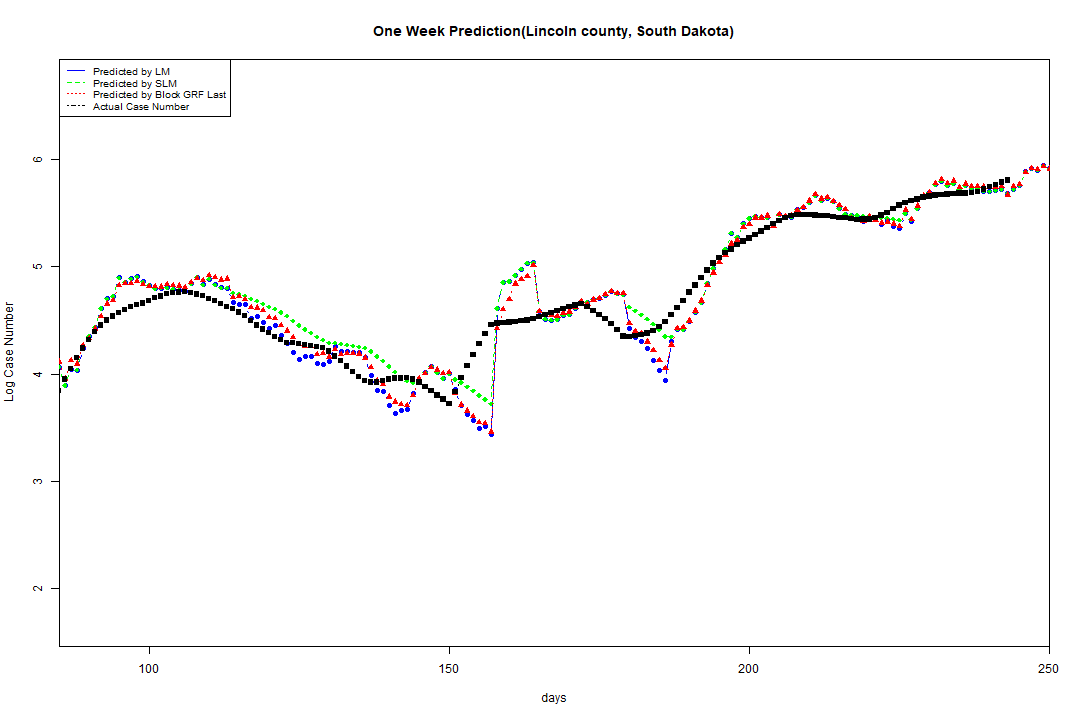 One Week Prediction(Lincoln county, South Dakota)
Predicted by LM
Predicted by SLM
Predicted by Block GRF Last
Actual Case Number
6
5
4
3
2
Log Case Number
100
150
200
250
days